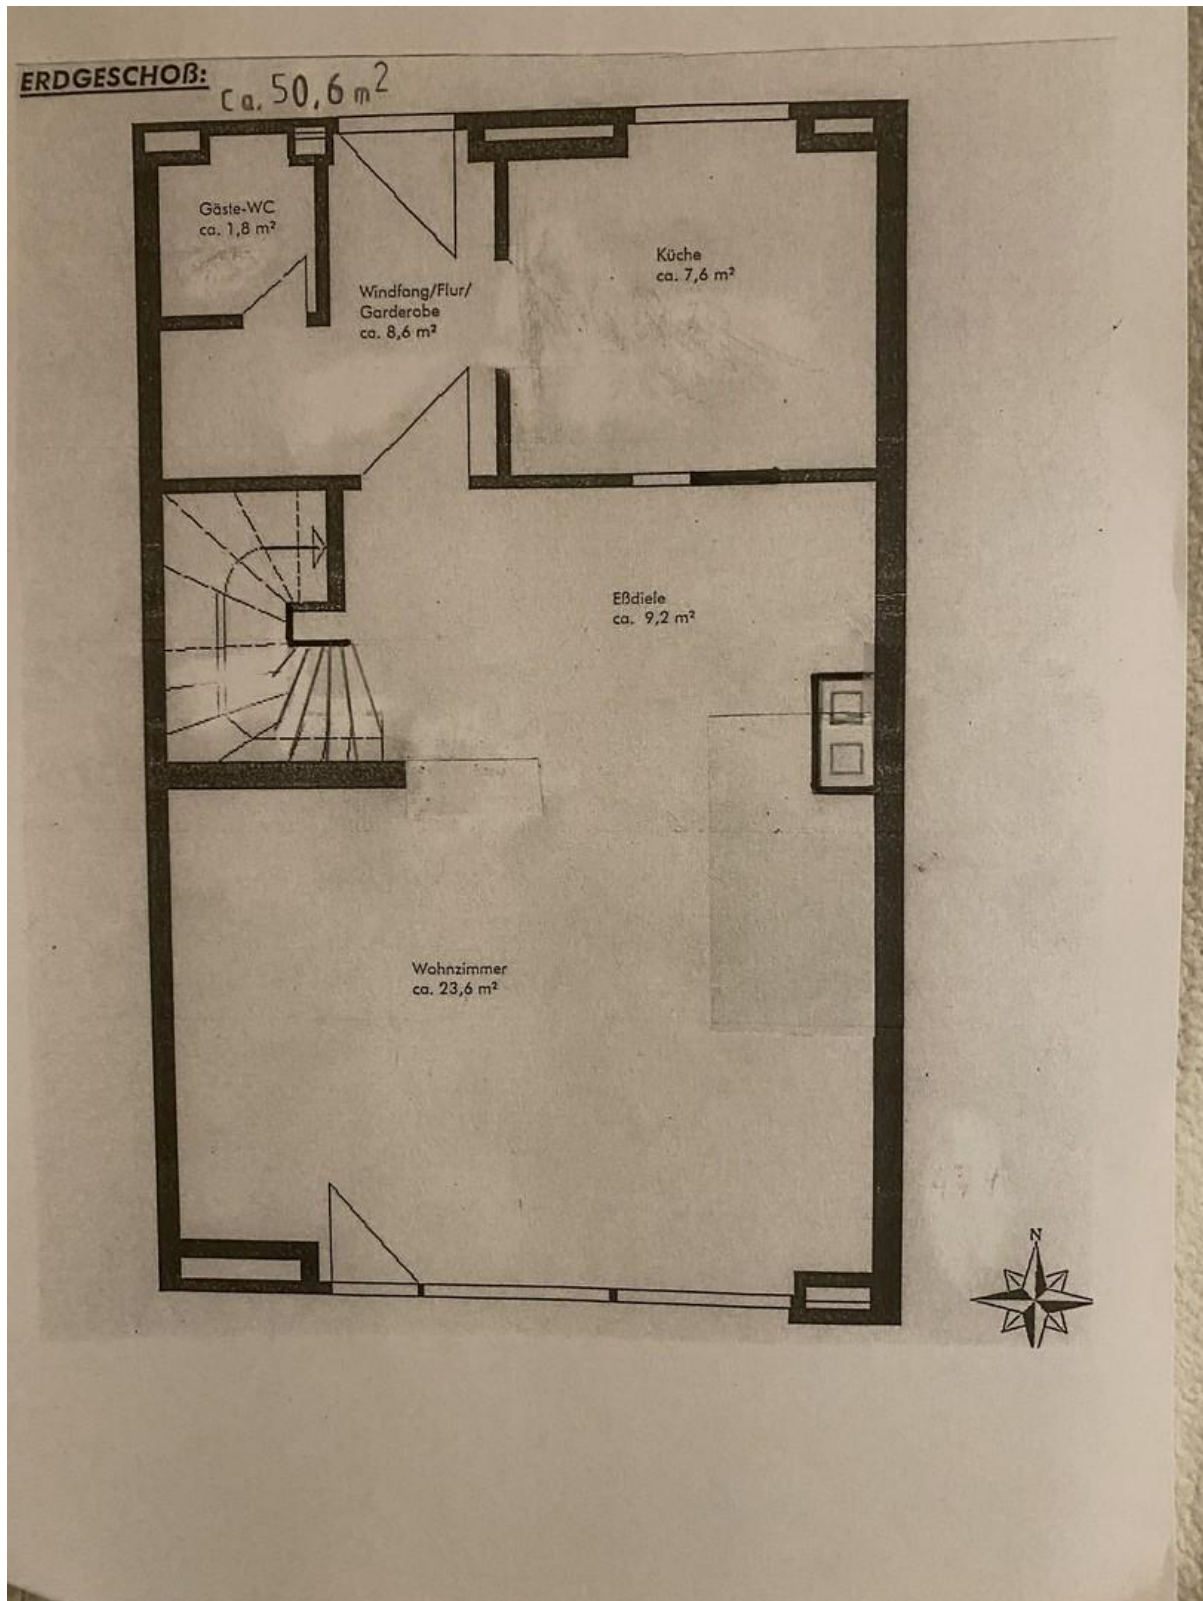 ERDGESCHOß:
ca. 50,6 m²
Gäste-WC
ca. 1,8 m²
Windfang/Flur/
Garderobe
ca. 8,6 m²
Küche
ca. 7,6 m²
Eßdiele
ca. 9,2 m²
Wohnzimmer
ca. 23,6 m²
N